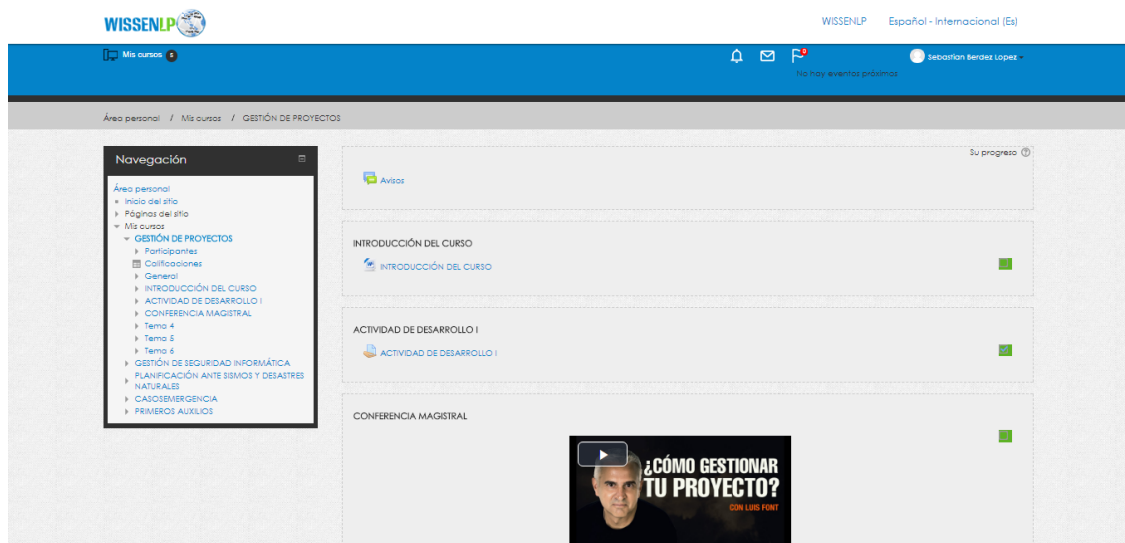 WISSENLP
WISSENLP Español - Internacional (Es)
Mis cursos 5
0
Sebastian Berdez Lopez
No hay eventos próximos
Área personal / Mis cursos / GESTIÓN DE PROYECTOS
Navegación
Área personal
Inicio del sitio
Páginas del sitio
Mis cursos
GESTIÓN DE PROYECTOS
Participantes
Calificaciones
General
INTRODUCCIÓN DEL CURSO
ACTIVIDAD DE DESARROLLO I
CONFERENCIA MAGISTRAL
Tema 4
Tema 5
Tema 6
GESTIÓN DE SEGURIDAD INFORMÁTICA
PLANIFICACIÓN ANTE SISMOS Y DESASTRES
NATURALES
CASOSEMERGENCIA
PRIMEROS AUXILIOS
Su progreso
Avisos
INTRODUCCIÓN DEL CURSO
INTRODUCCIÓN DEL CURSO
ACTIVIDAD DE DESARROLLO I
ACTIVIDAD DE DESARROLLO I
CONFERENCIA MAGISTRAL
¿CÓMO GESTIONAR
TU PROYECTO?
CON LUIS FONT